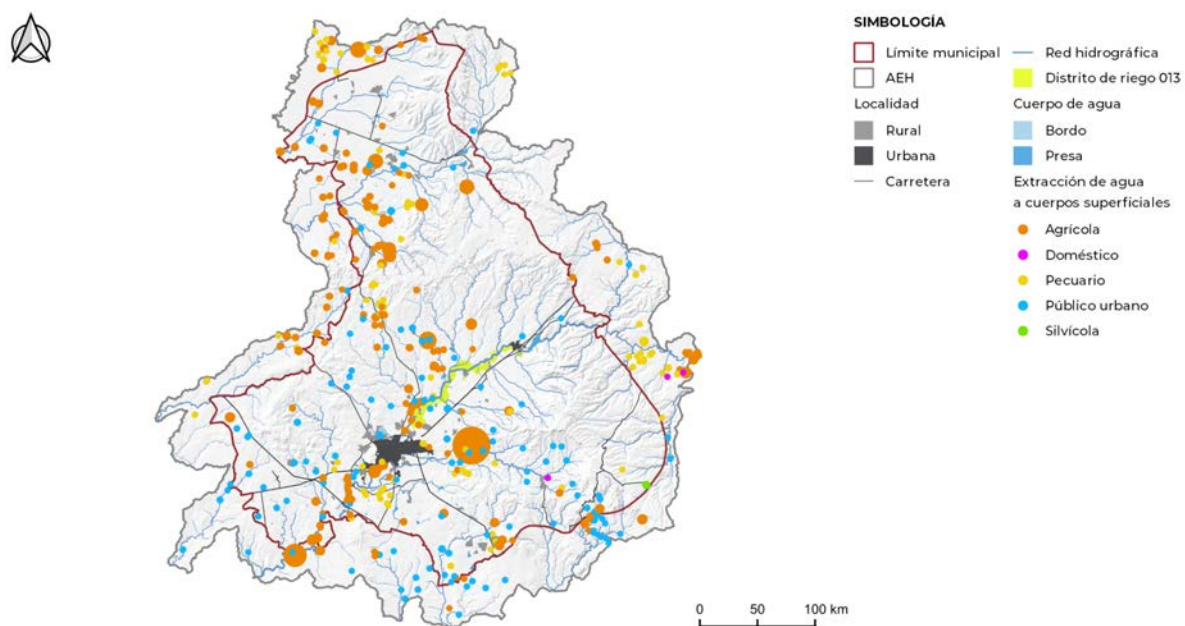 SIMBOLOGÍA
Límite municipal
AEH
Localidad
Rural
Urbana
Carretera
Red hidrográfica
Distrito de riego 013
Cuerpo de agua
Bordo
Presa
Extracción de agua
a cuerpos superficiales
Agrícola
Doméstico
Pecuario
Público urbano
Silvícola
0 50 100 km